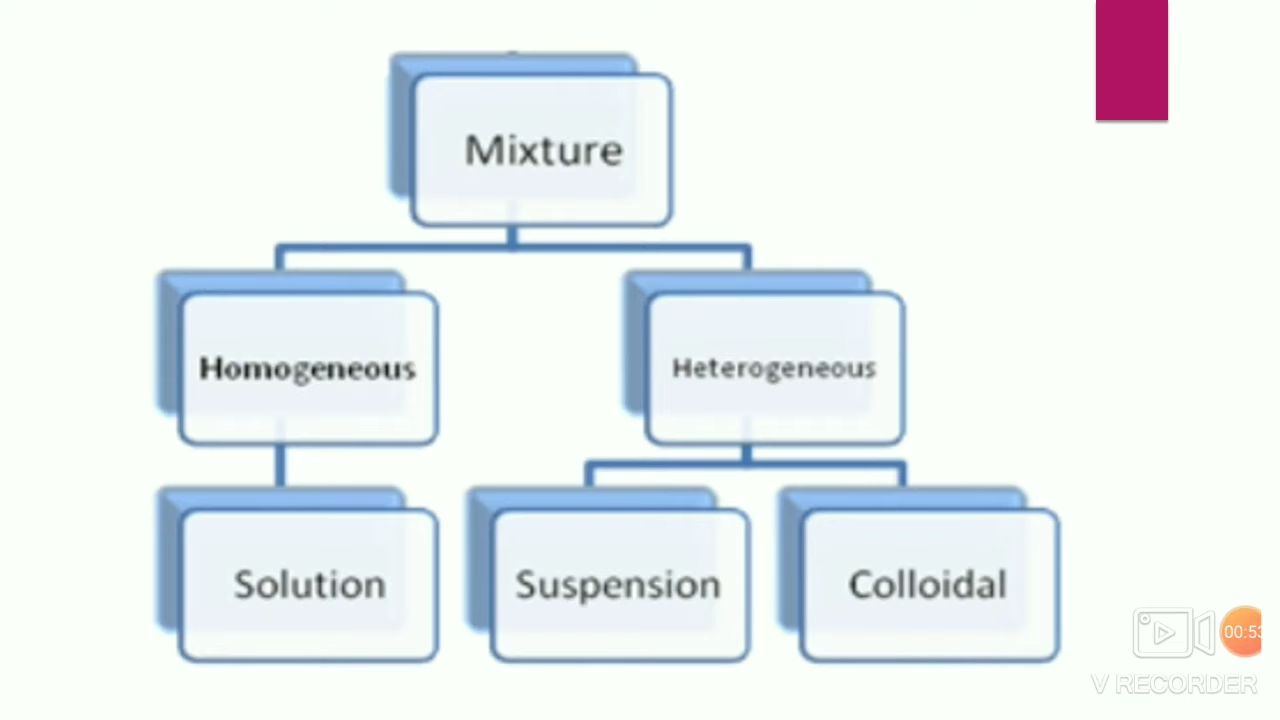 Mixture
Homogeneous
Heterogeneous
Solution
Suspension
Colloidal
00:53
V RECORDER